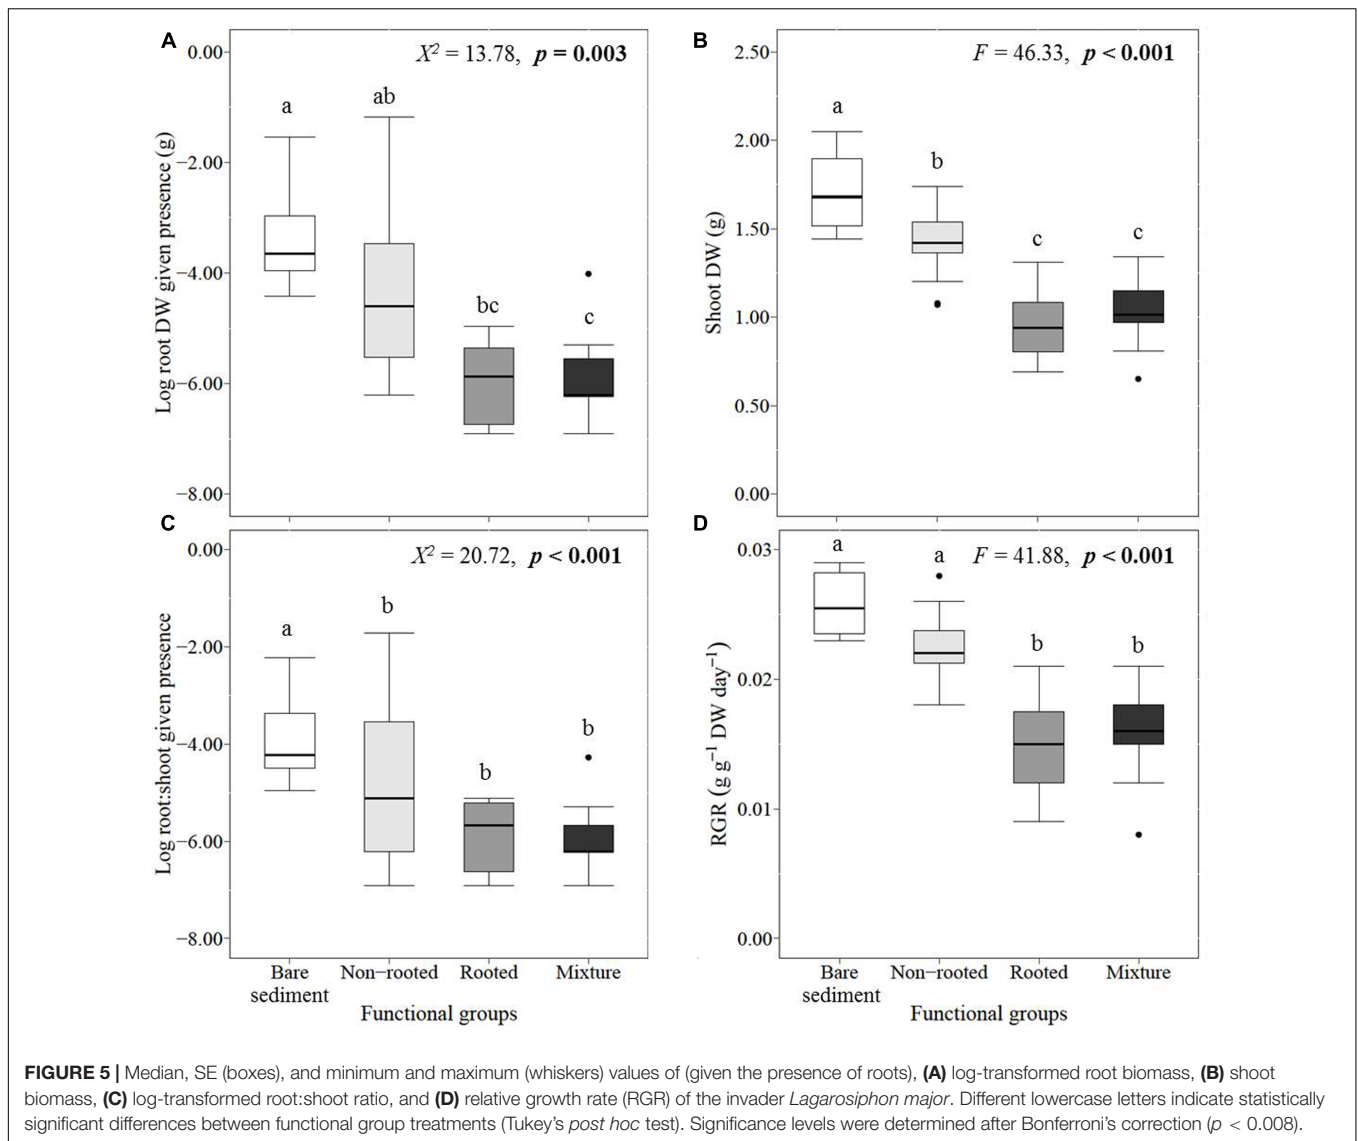 A
X² = 13.78, p = 0.003
Log root DW given presence (g)
0.00
−2.00
−4.00
−6.00
−8.00
a
ab
bc
c
B
F = 46.33, p < 0.001
Shoot DW (g)
2.50
2.00
1.50
1.00
0.50
0.00
a
b
c
c
C
X² = 20.72, p < 0.001
Log root:shoot given presence
0.00
−2.00
−4.00
−6.00
−8.00
a
b
b
b
Bare sediment
Non−rooted
Rooted
Mixture
Functional groups
D
F = 41.88, p < 0.001
RGR (g g⁻¹ DW day⁻¹)
0.03
0.02
0.01
0.00
a
a
b
b
Bare sediment
Non−rooted
Rooted
Mixture
Functional groups
FIGURE 5 | Median, SE (boxes), and minimum and maximum (whiskers) values of (given the presence of roots), (A) log-transformed root biomass, (B) shoot
biomass, (C) log-transformed root:shoot ratio, and (D) relative growth rate (RGR) of the invader Lagarosiphon major. Different lowercase letters indicate statistically
significant differences between functional group treatments (Tukey's post hoc test). Significance levels were determined after Bonferroni's correction (p < 0.008).